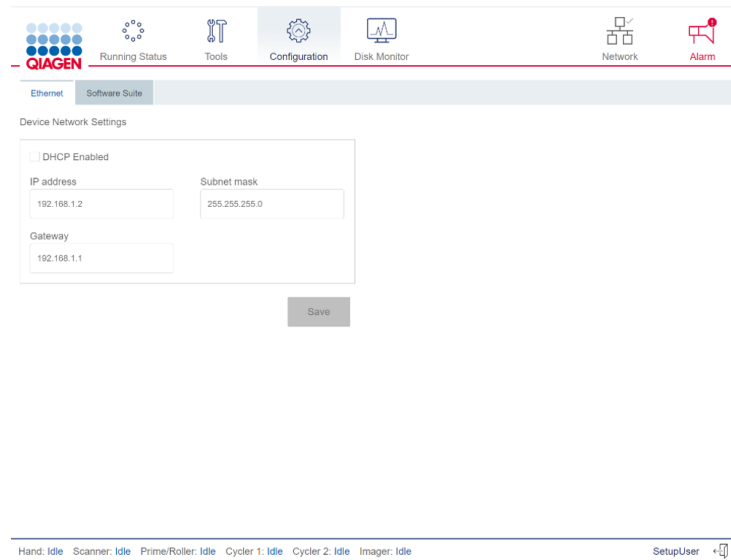 QIAGEN
Running Status
Tools
Configuration
Disk Monitor
Network
Alarm
Ethernet
Software Suite
Device Network Settings
DHCP Enabled
IP address
Subnet mask
192.168.1.2
255.255.255.0
Gateway
192.168.1.1
Save
Hand: Idle Scanner: Idle Prime/Roller: Idle Cycler 1: Idle Cycler 2: Idle Imager: Idle
SetupUser